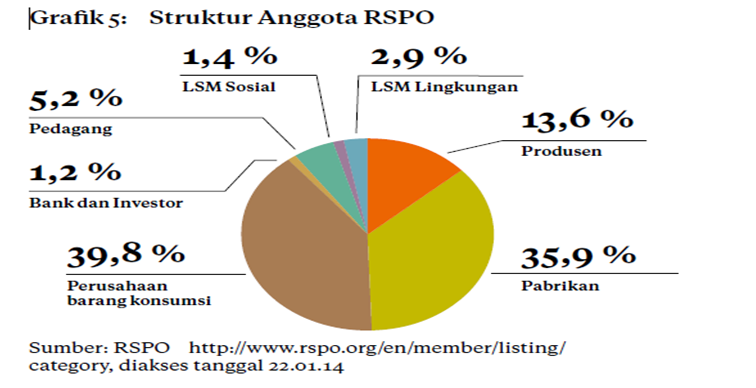 Grafik 5: Struktur Anggota RSPO
1,4 %
LSM Sosial
2,9 %
LSM Lingkungan
5,2 %
Pedagang
13,6 %
Produsen
1,2 %
Bank dan Investor
39,8 %
Perusahaan
barang konsumsi
35,9 %
Pabrikan
Sumber: RSPO http://www.rspo.org/en/member/listing/
category, diakses tanggal 22.01.14